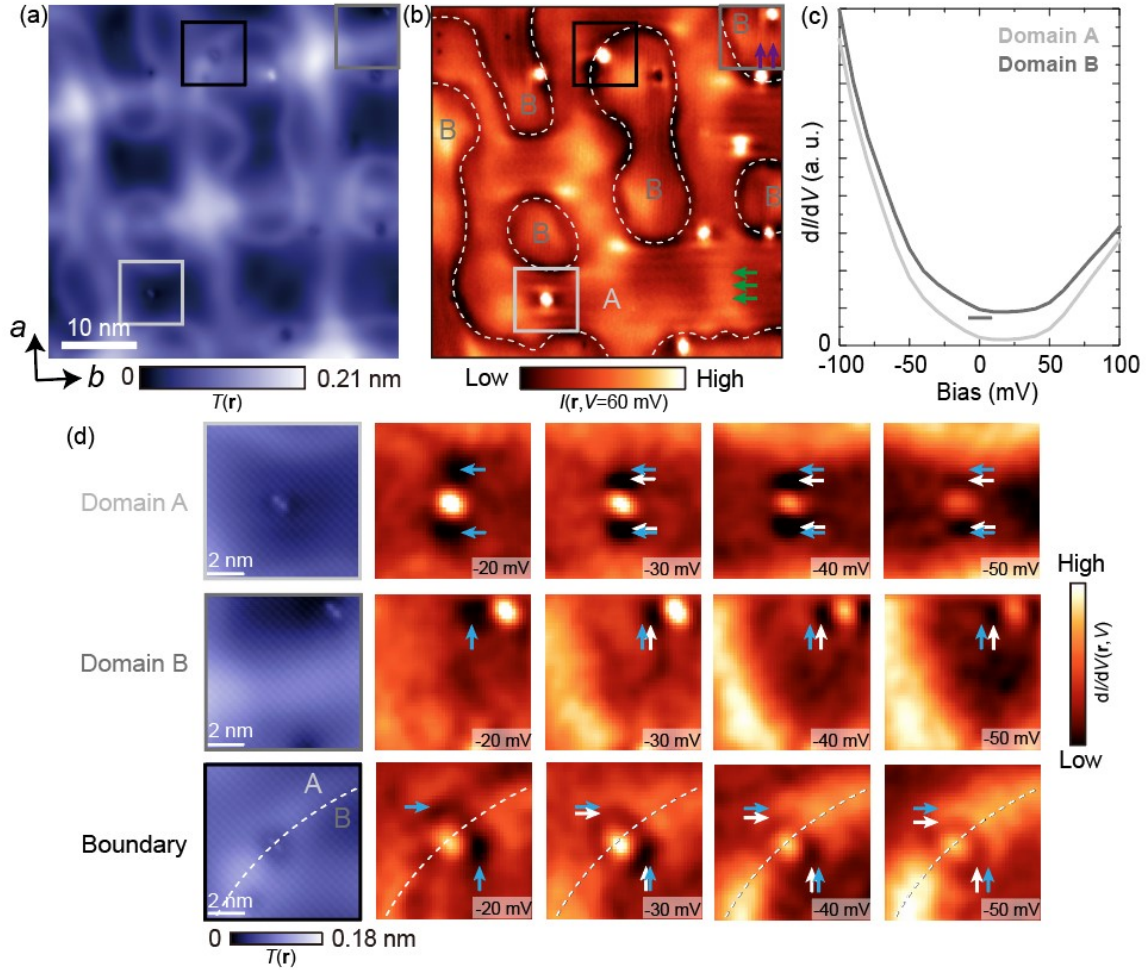 (a)
a
b
10 nm
0
0.21 nm
T(r)
(b)
B
B
B
B
B
B
A
Low
High
I(r,V=60 mV)
(c)
Domain A
Domain B
dI/dV (a. u.)
0
-100
-50
0
50
100
Bias (mV)
(d)
Domain A
2 nm
-20 mV
-30 mV
-40 mV
-50 mV
Domain B
2 nm
-20 mV
-30 mV
-40 mV
-50 mV
Boundary
A
B
2 nm
-20 mV
-30 mV
-40 mV
-50 mV
0
0.18 nm
T(r)
High
dI/dV(r, V)
Low